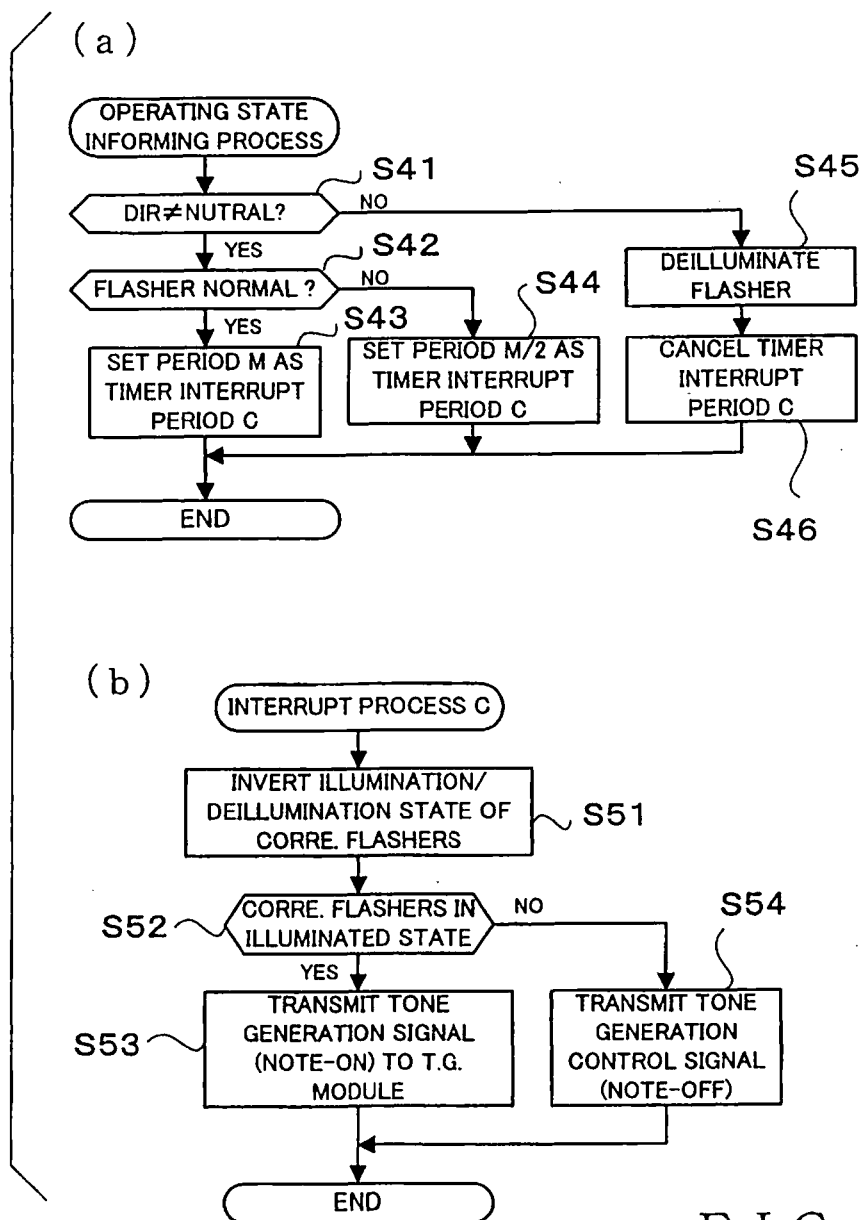 (a)
OPERATING STATE
INFORMING PROCESS
S41
DIR≠NUTRAL?
NO
YES
S45
DEILLUMINATE
FLASHER
S42
FLASHER NORMAL ?
NO
YES
S44
S43
SET PERIOD M AS
TIMER INTERRUPT
PERIOD C
SET PERIOD M/2 AS
TIMER INTERRUPT
PERIOD C
CANCEL TIMER
INTERRUPT
PERIOD C
S46
END
(b)
INTERRUPT PROCESS C
INVERT ILLUMINATION/
DEILLUMINATION STATE OF
CORRE. FLASHERS
S51
S52
CORRE. FLASHERS IN
ILLUMINATED STATE
NO
YES
S54
S53
TRANSMIT TONE
GENERATION SIGNAL
(NOTE-ON) TO T.G.
MODULE
TRANSMIT TONE
GENERATION
CONTROL SIGNAL
(NOTE-OFF)
END